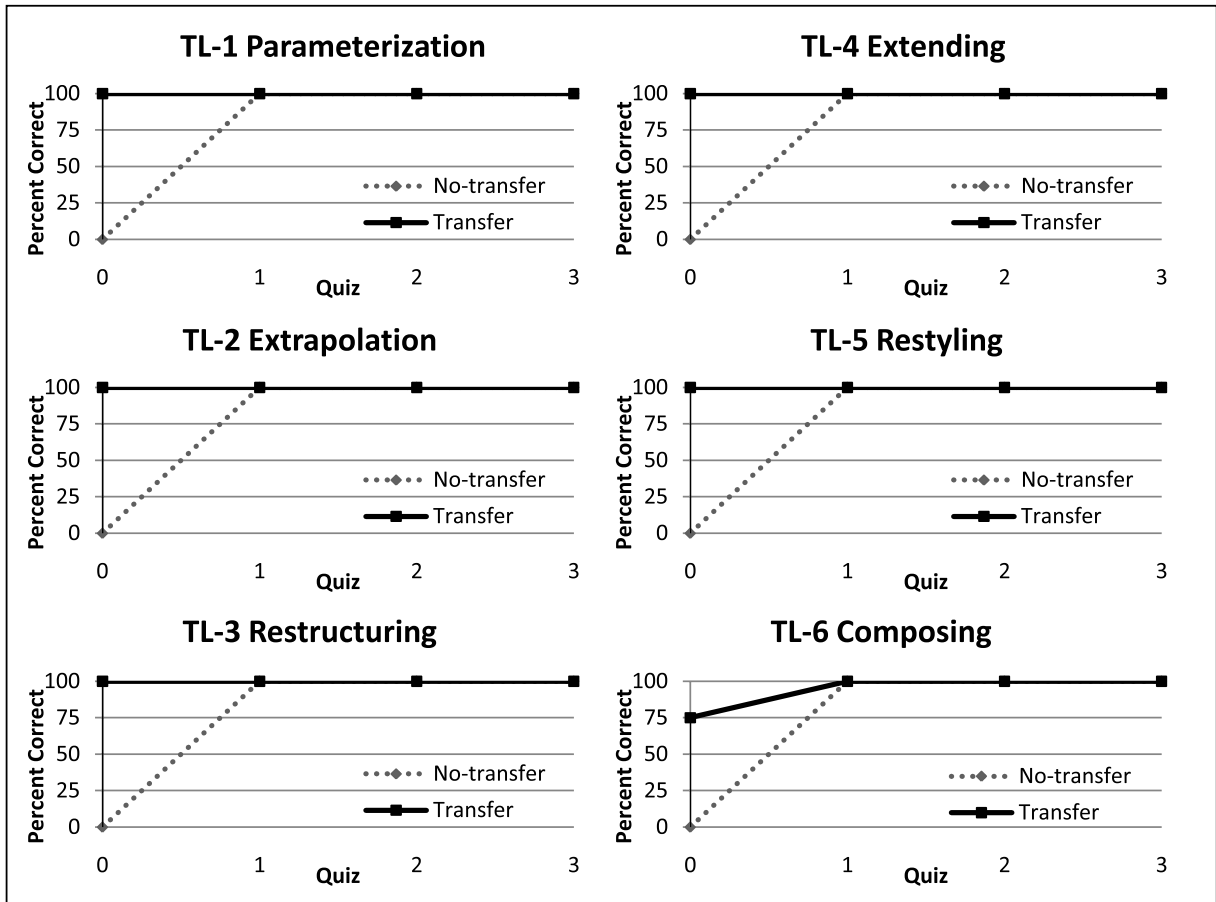 TL-1 Parameterization
100
75
50
25
0
Percent Correct
No-transfer
Transfer
0 1 2 3
Quiz
TL-4 Extending
100
75
50
25
0
Percent Correct
No-transfer
Transfer
0 1 2 3
Quiz
TL-2 Extrapolation
100
75
50
25
0
Percent Correct
No-transfer
Transfer
0 1 2 3
Quiz
TL-5 Restyling
100
75
50
25
0
Percent Correct
No-transfer
Transfer
0 1 2 3
Quiz
TL-3 Restructuring
100
75
50
25
0
Percent Correct
No-transfer
Transfer
0 1 2 3
Quiz
TL-6 Composing
100
75
50
25
0
Percent Correct
No-transfer
Transfer
0 1 2 3
Quiz